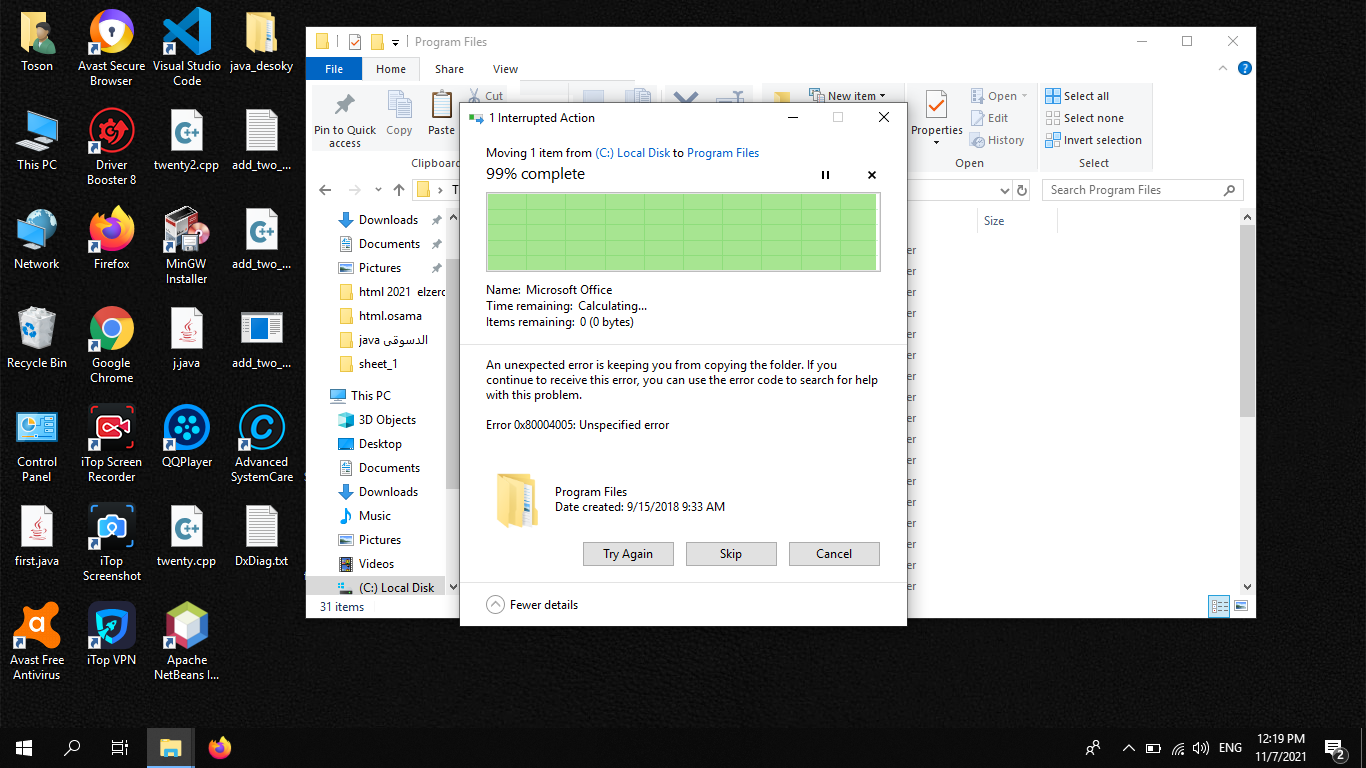 Toson
Avast Secure
Browser
Visual Studio
Code
java_desoky
This PC
Driver
Booster 8
twenty2.cpp
add_two_...
Network
Firefox
MinGW
Installer
add_two_...
Recycle Bin
Google
Chrome
j.java
add_two_...
Control
Panel
iTop Screen
Recorder
QQPlayer
Advanced
SystemCare
first.java
iTop
Screenshot
twenty.cpp
DxDiag.txt
Avast Free
Antivirus
iTop VPN
Apache
NetBeans I...
Program Files
File
Home
Share
View
Pin to Quick
access
Copy
Paste
Cut
New item
Properties
Open
Edit
History
Select all
Select none
Invert selection
Clipboar
Open
Select
Search Program Files
Size
Downloads
Documents
Pictures
html 2021 elzero
html.osama
java الدسوقى
sheet_1
This PC
3D Objects
Desktop
Documents
Downloads
Music
Pictures
Videos
(C:) Local Disk
31 items
1 Interrupted Action
Moving 1 item from (C:) Local Disk to Program Files
99% complete
Name: Microsoft Office
Time remaining: Calculating...
Items remaining: 0 (0 bytes)
An unexpected error is keeping you from copying the folder. If you
continue to receive this error, you can use the error code to search for help
with this problem.
Error 0x80004005: Unspecified error
Program Files
Date created: 9/15/2018 9:33 AM
Try Again
Skip
Cancel
Fewer details
ENG
12:19 PM
11/7/2021
2